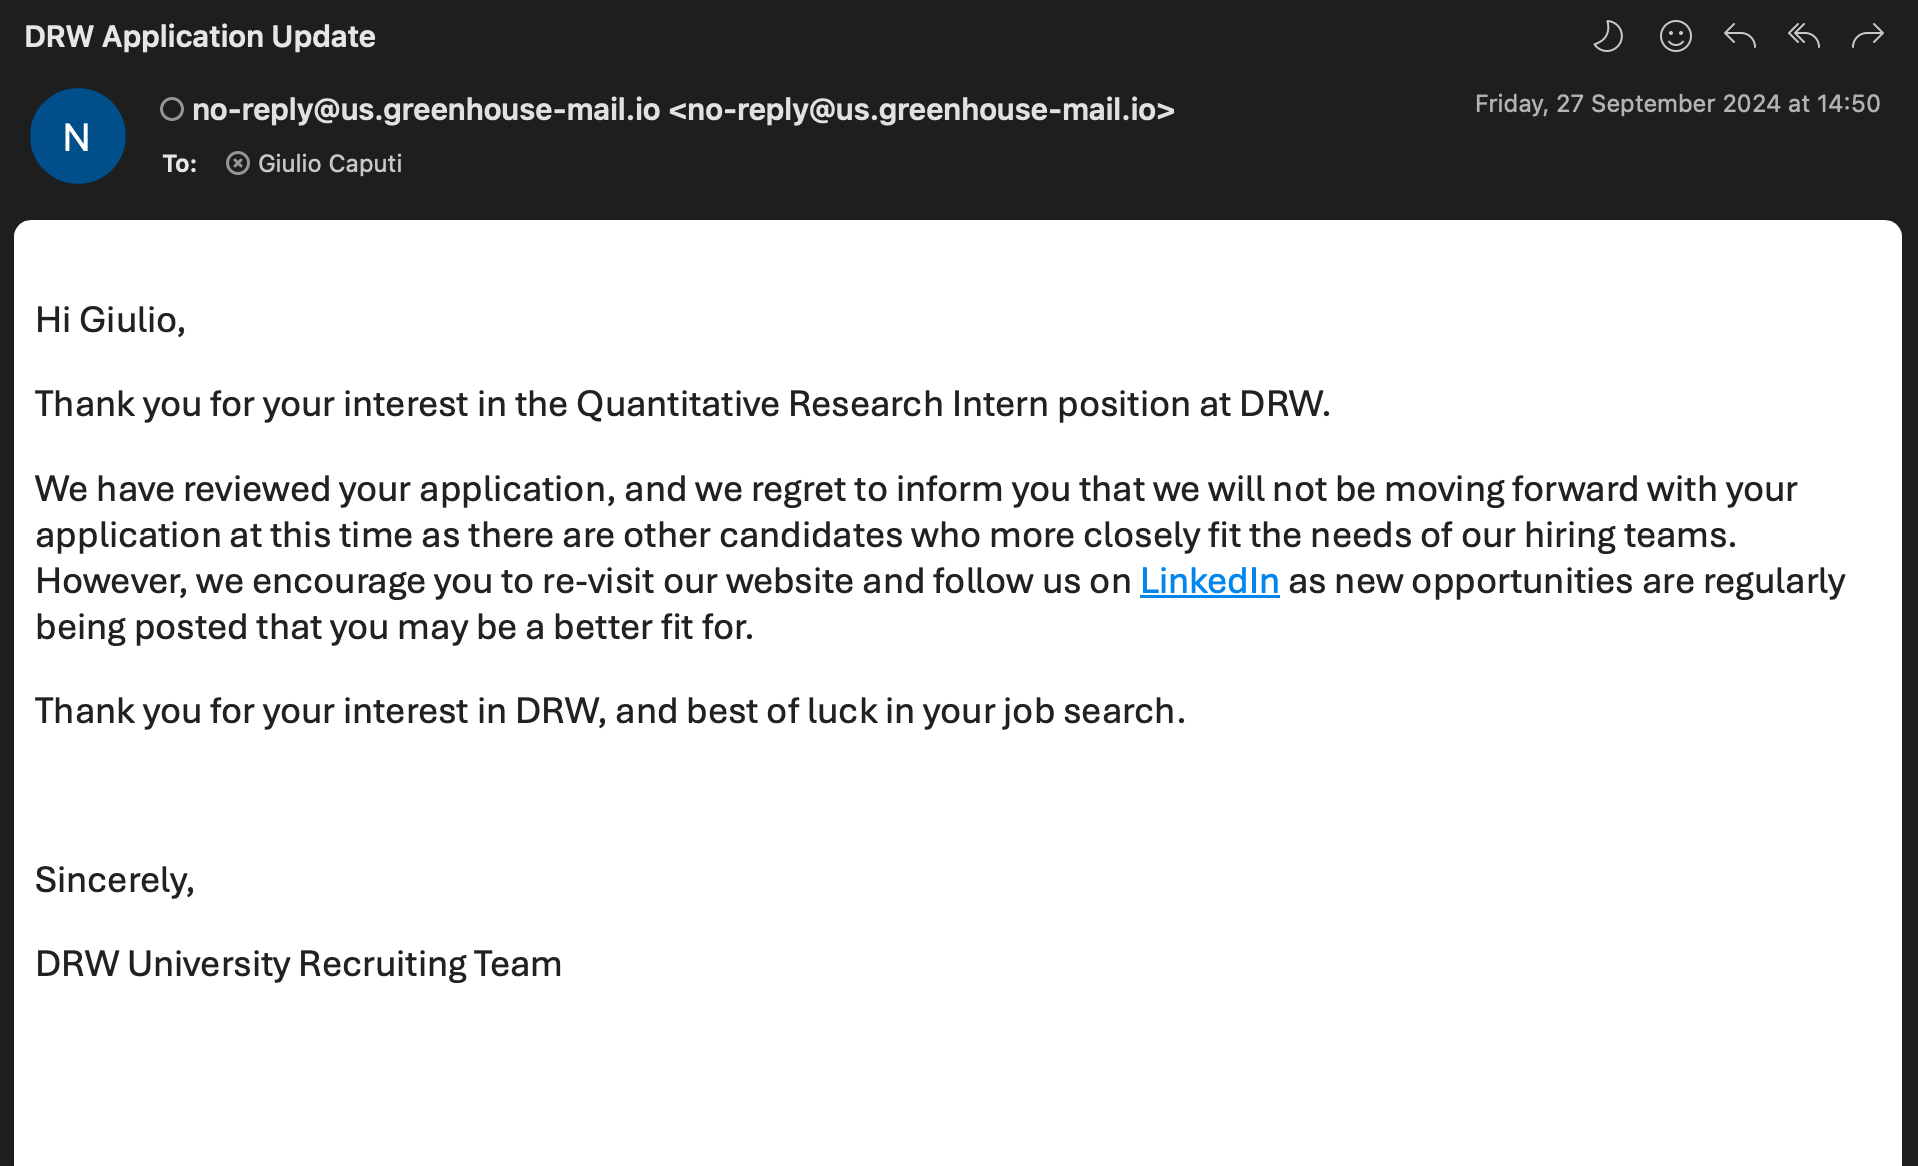 DRW Application Update
N
no-reply@us.greenhouse-mail.io <no-reply@us.greenhouse-mail.io>
Friday, 27 September 2024 at 14:50
To: Giulio Caputi
Hi Giulio,
Thank you for your interest in the Quantitative Research Intern position at DRW.
We have reviewed your application, and we regret to inform you that we will not be moving forward with your
application at this time as there are other candidates who more closely fit the needs of our hiring teams.
However, we encourage you to re-visit our website and follow us on LinkedIn as new opportunities are regularly
being posted that you may be a better fit for.
Thank you for your interest in DRW, and best of luck in your job search.
Sincerely,
DRW University Recruiting Team